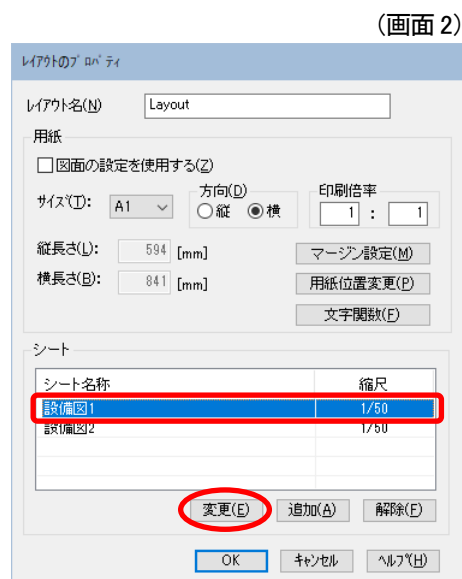 (画面 2)
レイアウトのプロパティ
レイアウト名(N) Layout
用紙
図面の設定を使用する(Z)
サイズ(T): A1 方向(D) 縦 横 印刷倍率 1 : 1
縦長さ(L): 594 [mm] マージン設定(M)
横長さ(B): 841 [mm] 用紙位置変更(P)
文字関数(F)
シート
シート名称 縮尺
設備図1 1/50
設備図2 1/50
変更(E) 追加(A) 解除(F)
OK キャンセル ヘルプ(H)